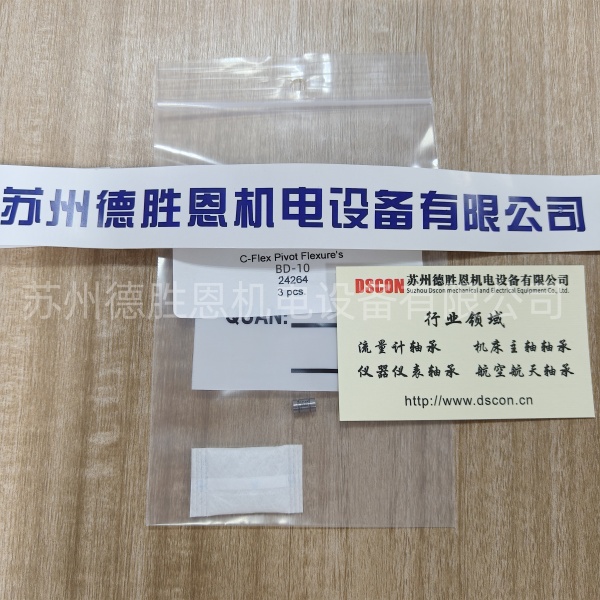 苏州德胜恩机电设备有限公司
C-Flex Pivot Flexure's
BD-10
24264
3 pcs.
QUAN:
苏州德胜恩机电设备有限公司
DSCON 苏州德胜恩机电设备有限公司
Suzhou Dscon mechanical and Electrical Equipment Co., Ltd.
行业领域
流量计轴承 机床主轴轴承
仪器仪表轴承 航空航天轴承
http://www.dscon.cn